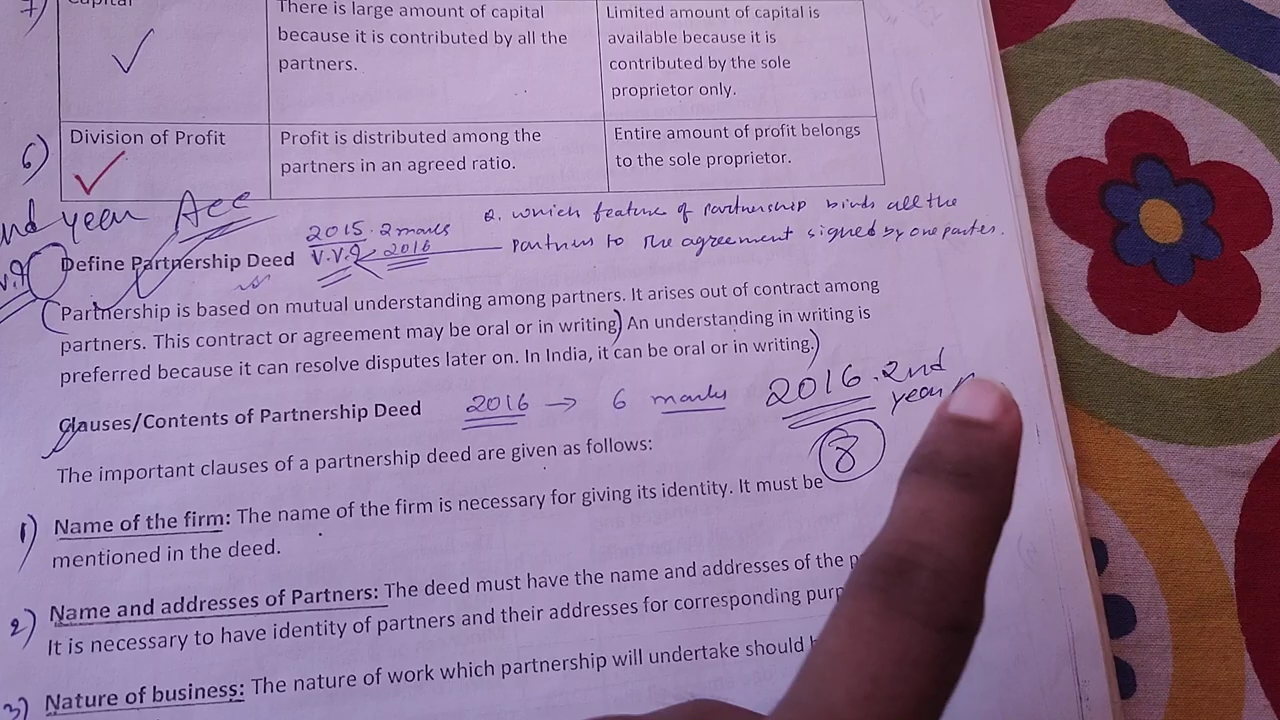 7)
Capital
There is large amount of capital
because it is contributed by all the
partners.
Limited amount of capital is
available because it is
contributed by the sole
proprietor only.
6)
Division of Profit
Profit is distributed among the
partners in an agreed ratio.
Entire amount of profit belongs
to the sole proprietor.
nd year Acc
2015. 2 marks
V.V.I 2016
Q. which feature of partnership binds all the
partners to the agreement signed by one parter.
Define Partnership Deed
Partnership is based on mutual understanding among partners. It arises out of contract among
partners. This contract or agreement may be oral or in writing) An understanding in writing is
preferred because it can resolve disputes later on. In India, it can be oral or in writing.)
Clauses/Contents of Partnership Deed 2016 → 6 marks 2016. 2nd
year
8
The important clauses of a partnership deed are given as follows:
1) Name of the firm: The name of the firm is necessary for giving its identity. It must be
mentioned in the deed.
2) Name and addresses of Partners: The deed must have the name and addresses of the p
It is necessary to have identity of partners and their addresses for corresponding purp
3) Nature of business: The nature of work which partnership will undertake should b